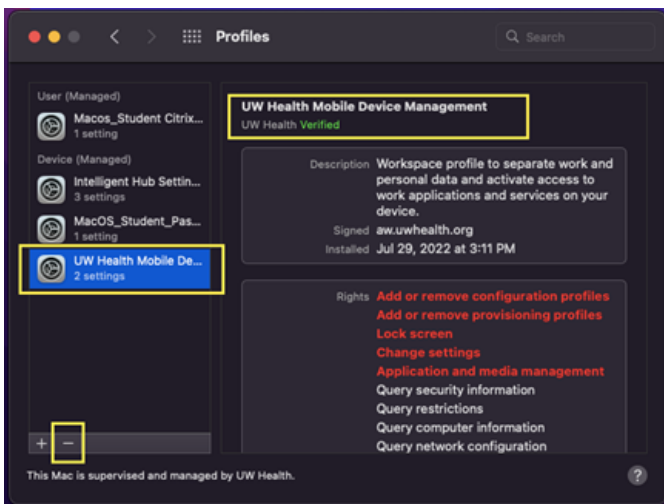 Profiles
Search
User (Managed)
Macos_Student Citrix...
1 setting
Device (Managed)
Intelligent Hub Settin...
3 settings
MacOS_Student_Pas...
1 setting
UW Health Mobile De...
2 settings
UW Health Mobile Device Management
UW Health Verified
Description Workspace profile to separate work and
personal data and activate access to
work applications and services on your
device.
Signed aw.uwhealth.org
Installed Jul 29, 2022 at 3:11 PM
Rights Add or remove configuration profiles
Add or remove provisioning profiles
Lock screen
Change settings
Application and media management
Query security information
Query restrictions
Query computer information
Query network configuration
+ −
This Mac is supervised and managed by UW Health.
?